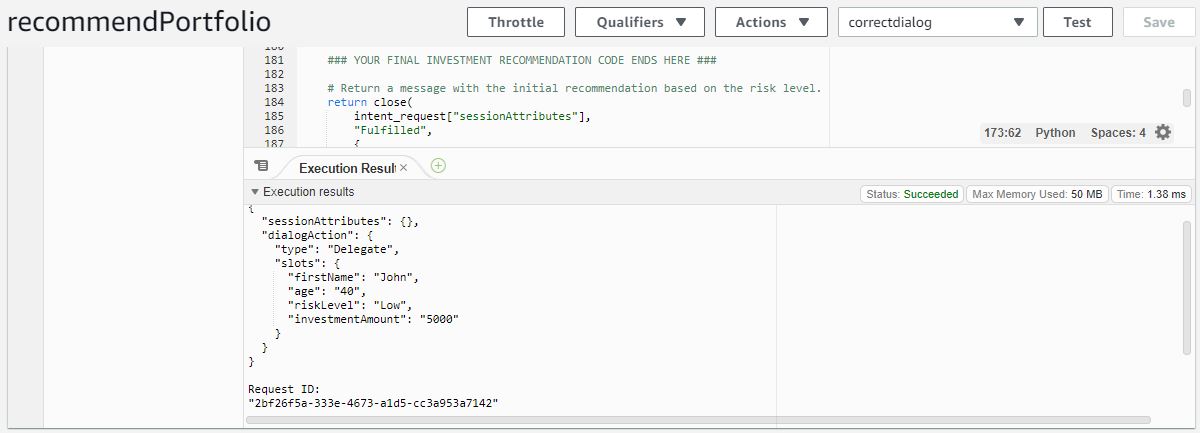 recommendPortfolio
Throttle
Qualifiers
Actions
correctdialog
Test
Save
181 ### YOUR FINAL INVESTMENT RECOMMENDATION CODE ENDS HERE ###
182
183 # Return a message with the initial recommendation based on the risk level.
184 return close(
185 intent_request["sessionAttributes"],
186 "Fulfilled",
187 {
173:62 Python Spaces: 4
Execution Result ×
Execution results
Status: Succeeded
Max Memory Used: 50 MB
Time: 1.38 ms
{
"sessionAttributes": {},
"dialogAction": {
"type": "Delegate",
"slots": {
"firstName": "John",
"age": "40",
"riskLevel": "Low",
"investmentAmount": "5000"
}
}
}
Request ID:
"2bf26f5a-333e-4673-a1d5-cc3a953a7142"